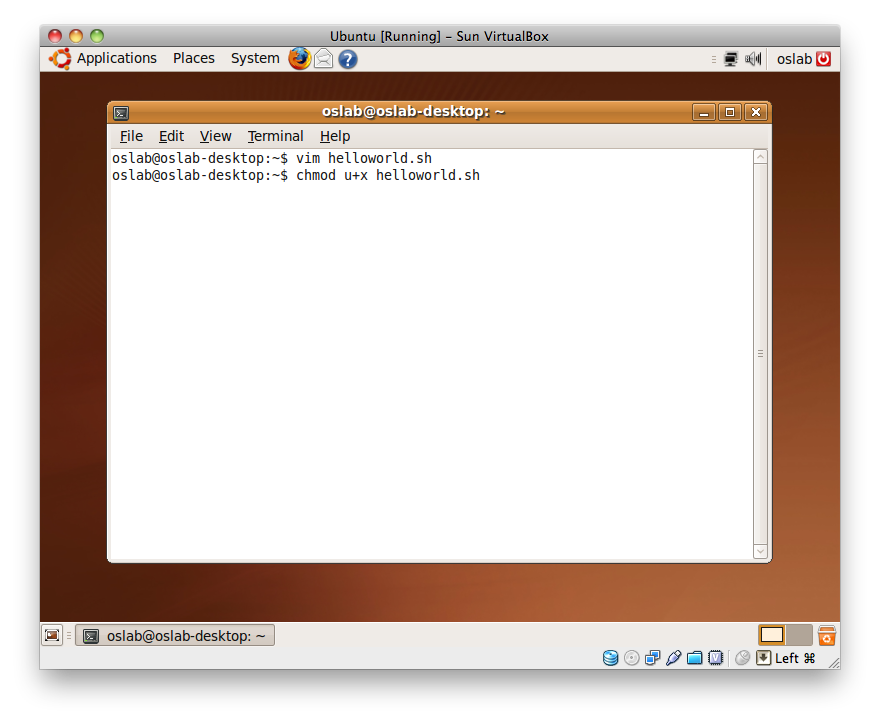 Ubuntu [Running] – Sun VirtualBox
Applications Places System oslab
oslab@oslab-desktop: ~
File Edit View Terminal Help
oslab@oslab-desktop:~$ vim helloworld.sh
oslab@oslab-desktop:~$ chmod u+x helloworld.sh
oslab@oslab-desktop: ~
Left ⌘